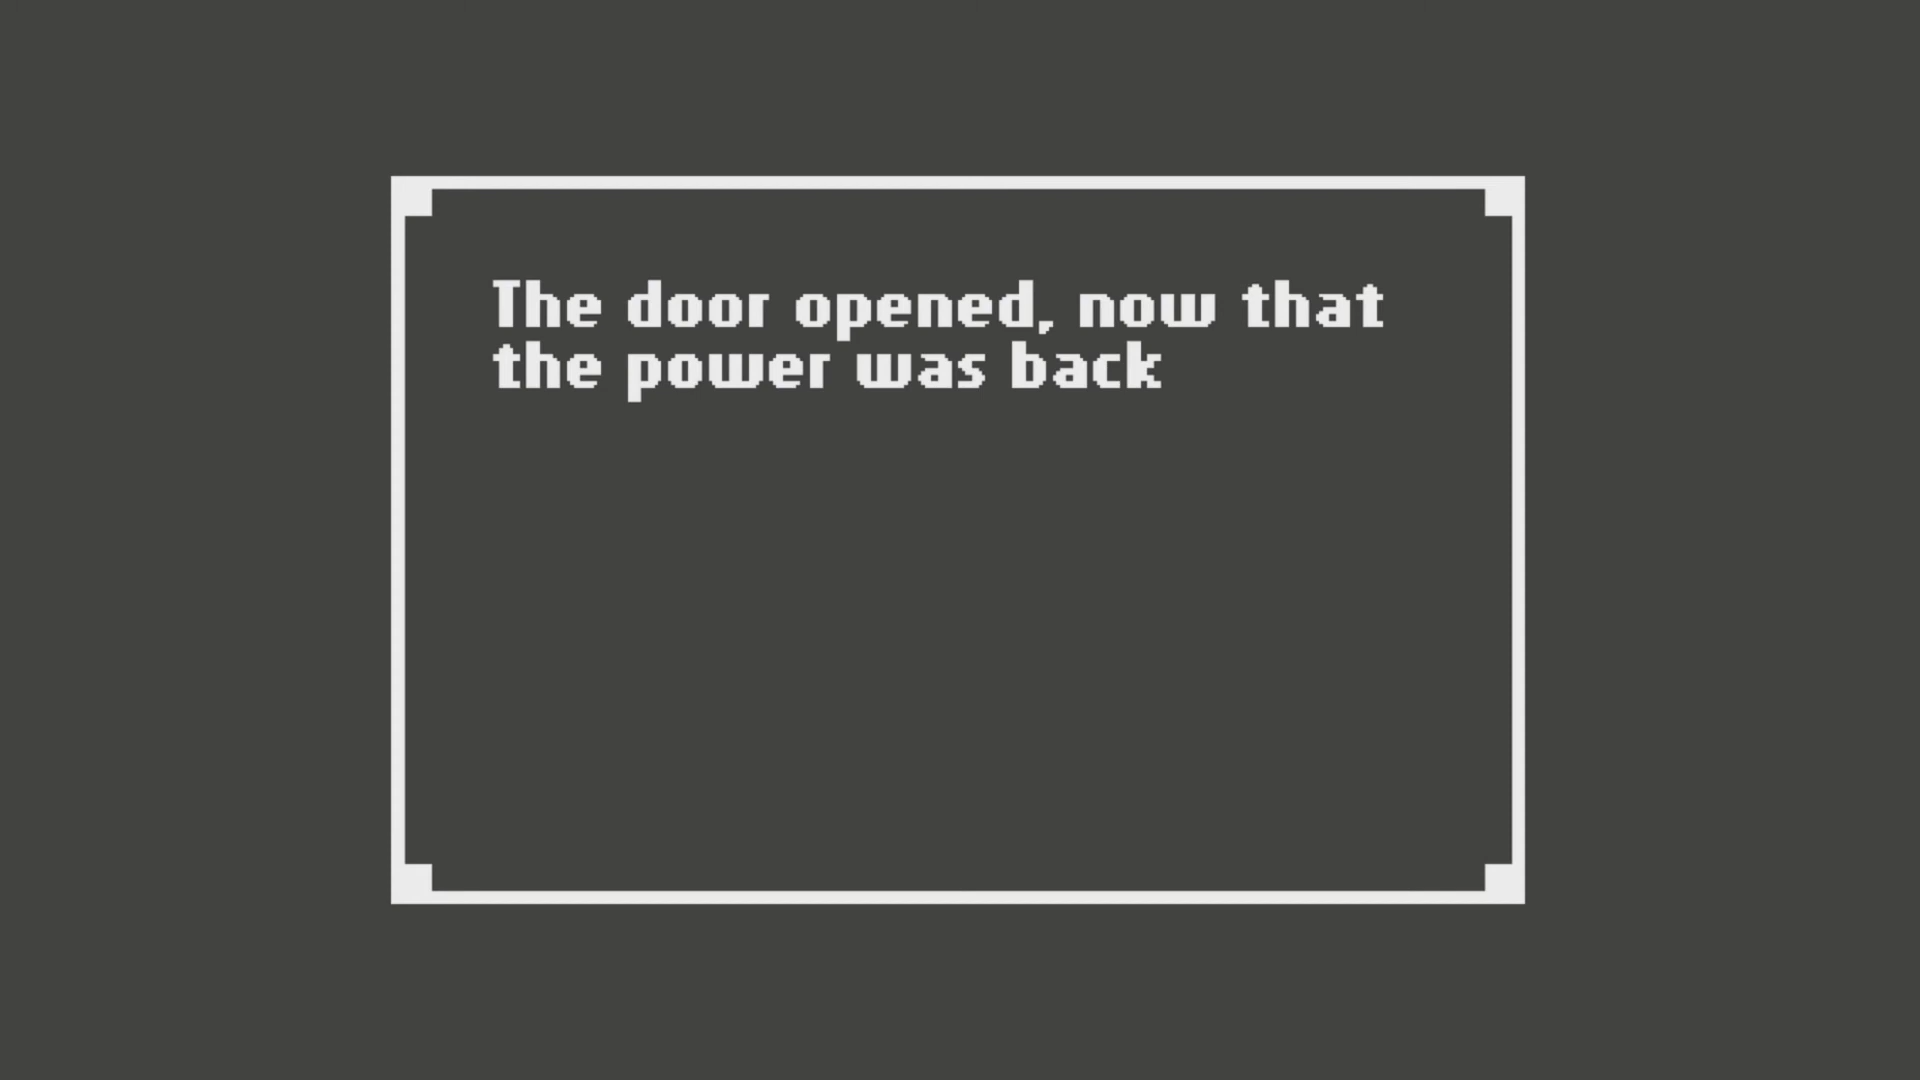 The door opened, now that
the power was back